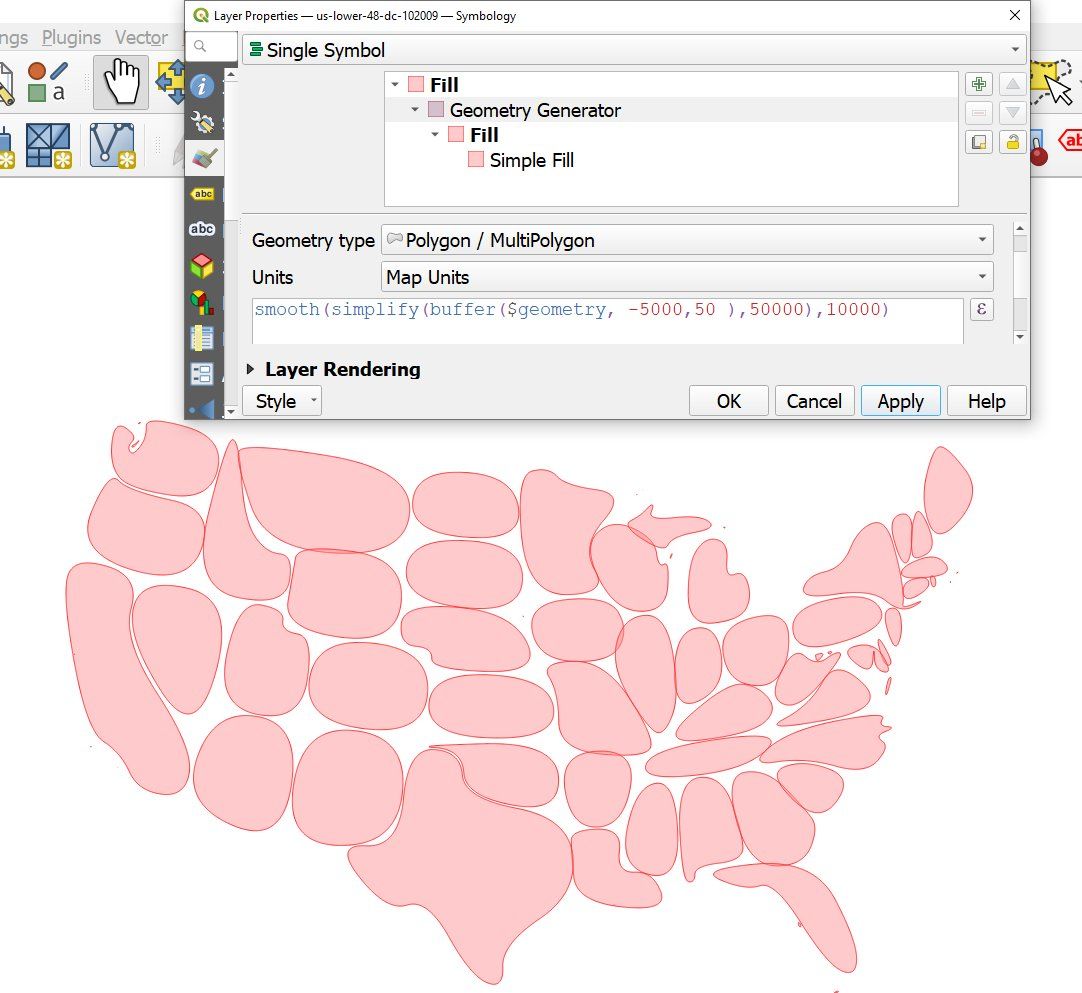 Layer Properties — us-lower-48-dc-102009 — Symbology
ngs Plugins Vector
Single Symbol
a
Fill
Geometry Generator
Fill
Simple Fill
abc
abc
Geometry type Polygon / MultiPolygon
Units Map Units
smooth(simplify(buffer($geometry, -5000,50 ),50000),10000)
ε
Layer Rendering
Style OK Cancel Apply Help